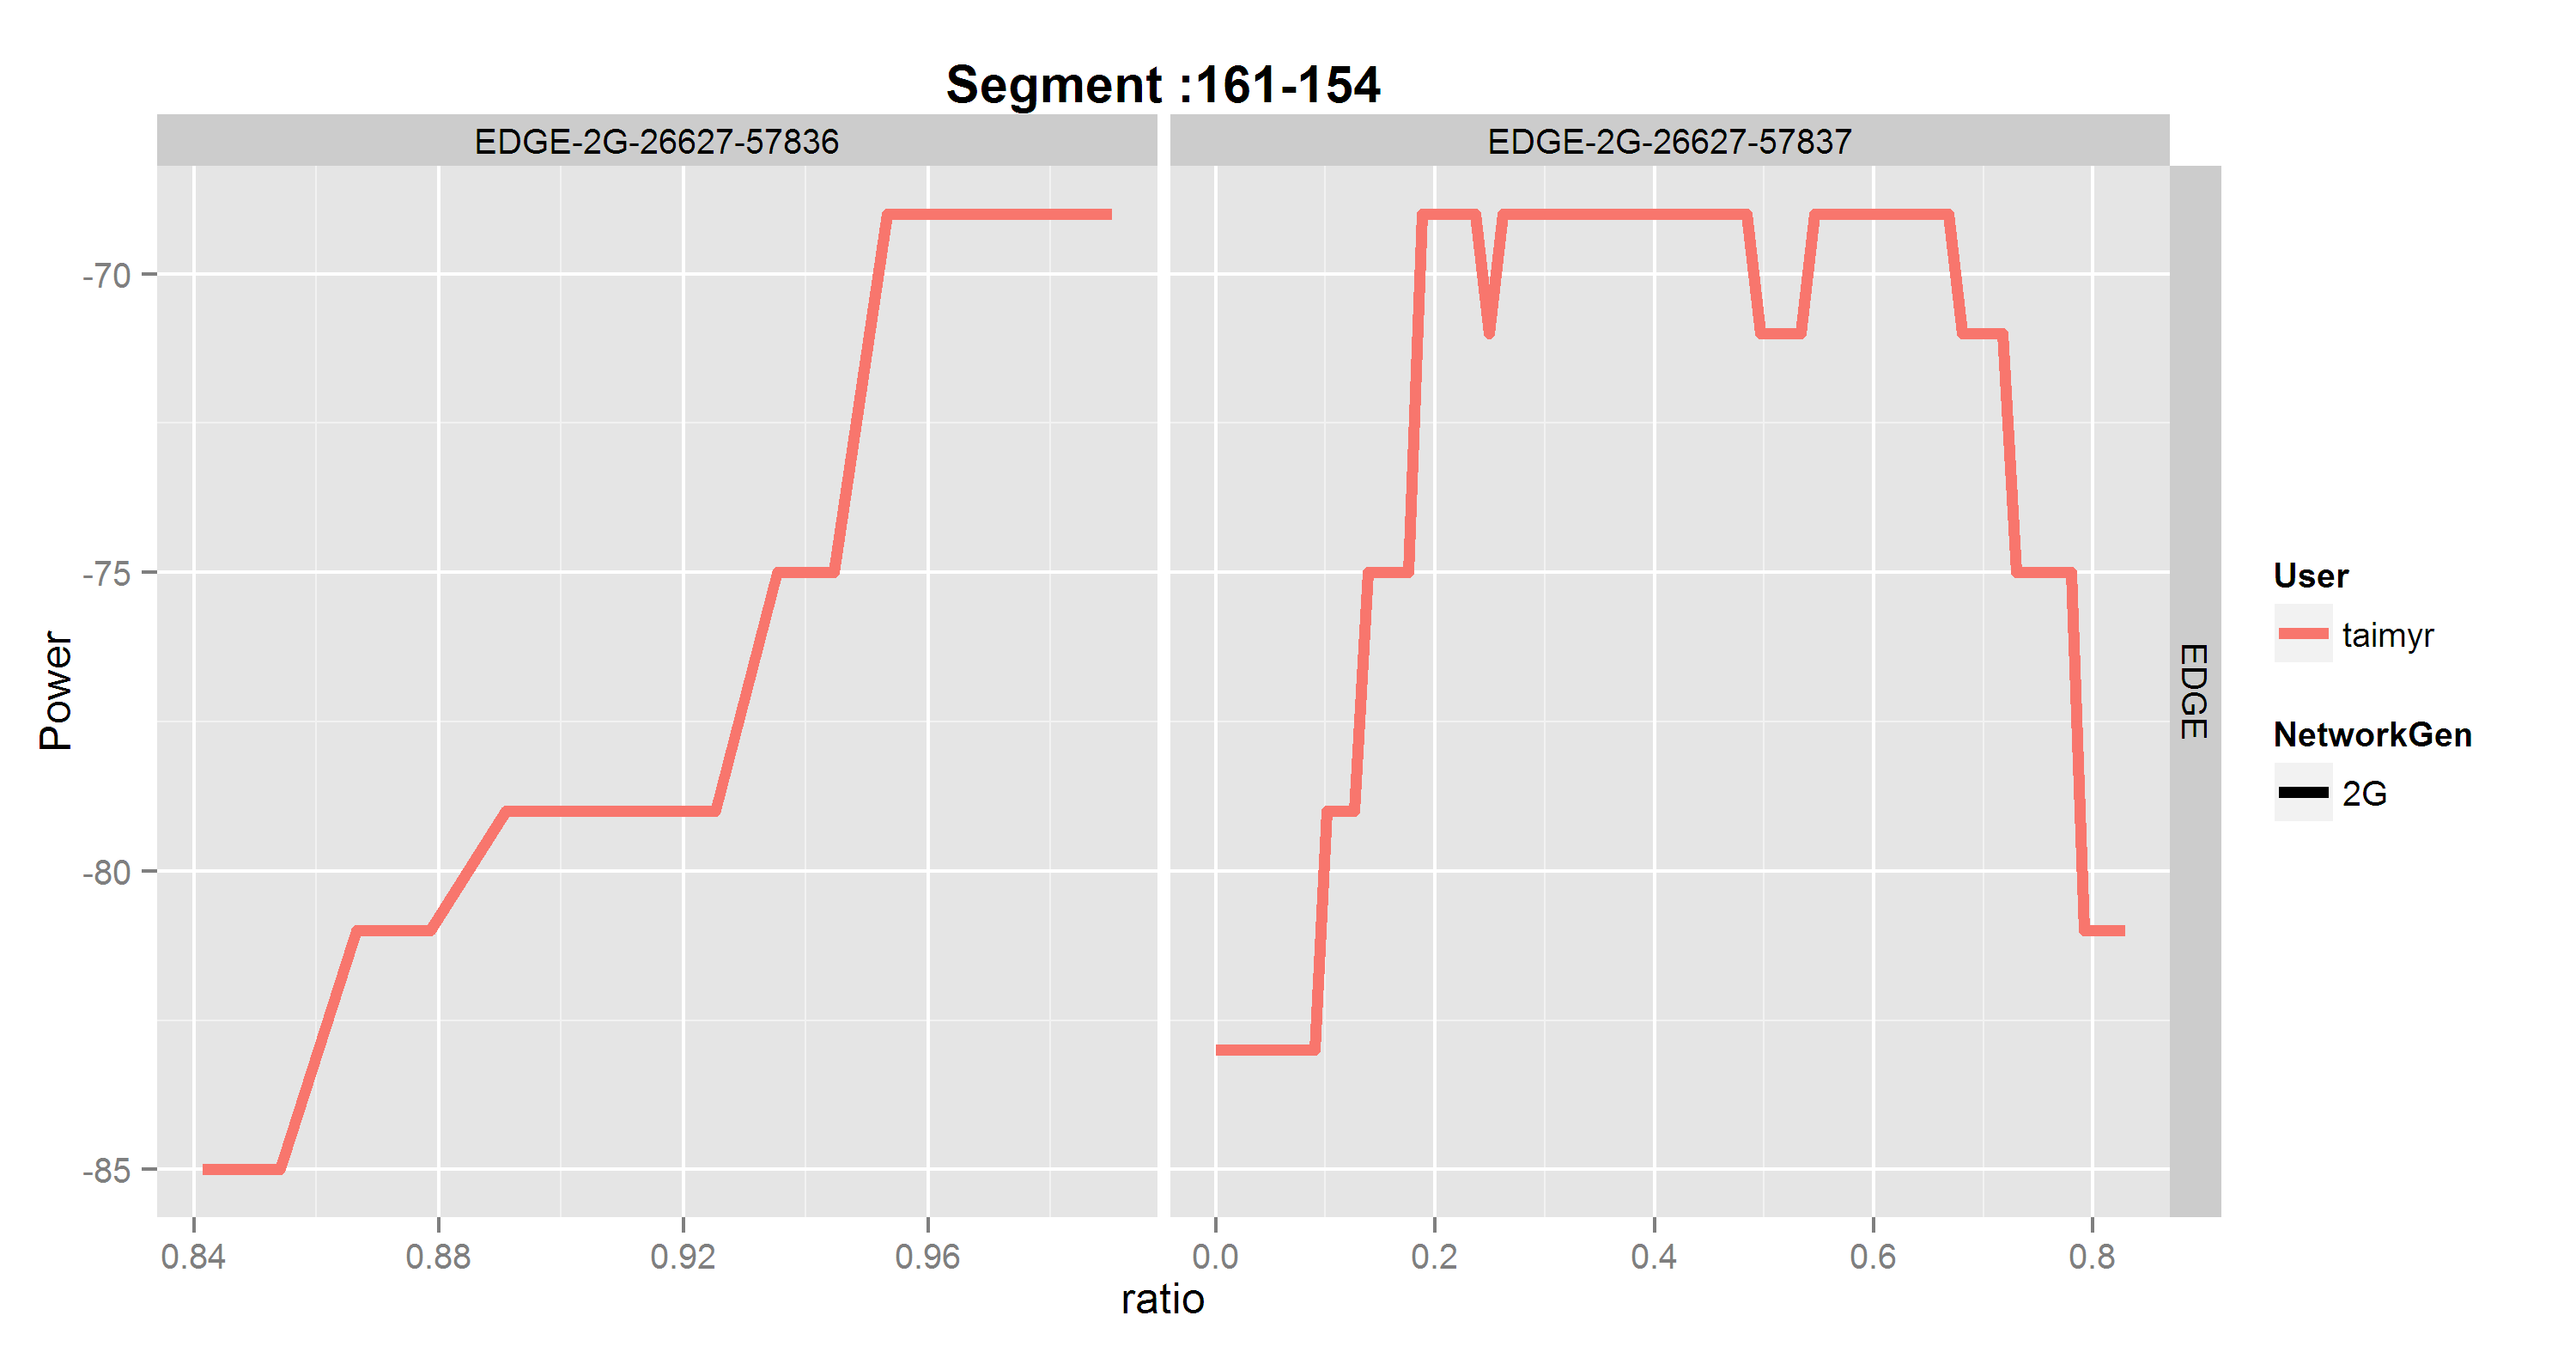 Segment :161-154
EDGE-2G-26627-57836
EDGE-2G-26627-57837
-70
-75
-80
-85
Power
0.84
0.88
0.92
0.96
0.0
0.2
0.4
0.6
0.8
ratio
EDGE
User
taimyr
NetworkGen
2G